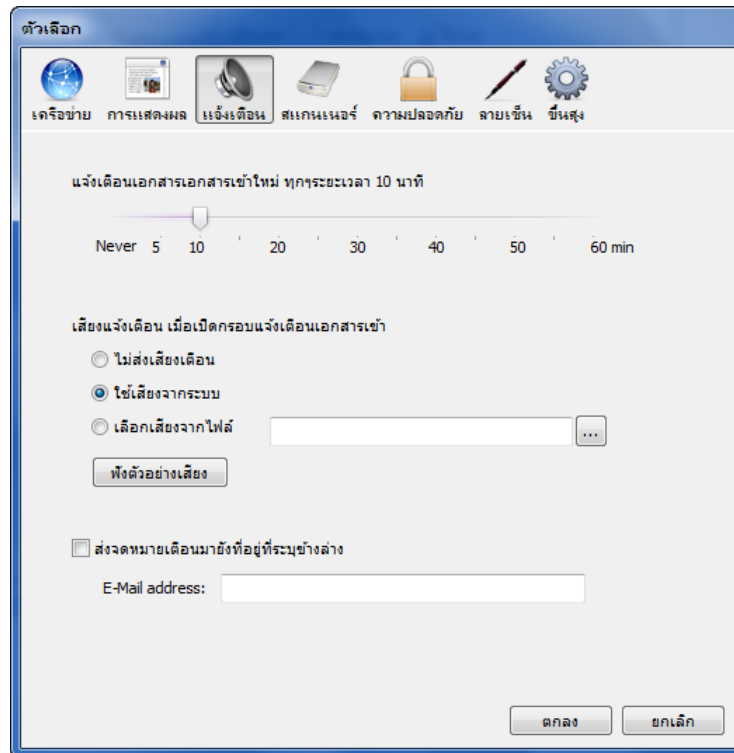 ตัวเลือก
เครือข่าย การแสดงผล แจ้งเตือน สแกนเนอร์ ความปลอดภัย ลายเซ็น ขั้นสูง
แจ้งเตือนเอกสารเอกสารเข้าใหม่ ทุกๆระยะเวลา 10 นาที
Never 5 10 20 30 40 50 60 min
เสียงแจ้งเตือน เมื่อเปิดกรอบแจ้งเตือนเอกสารเข้า
ไม่ส่งเสียงเตือน
ใช้เสียงจากระบบ
เลือกเสียงจากไฟล์ ...
ฟังตัวอย่างเสียง
ส่งจดหมายเตือนมายังที่อยู่ที่ระบุข้างล่าง
E-Mail address:
ตกลง ยกเลิก